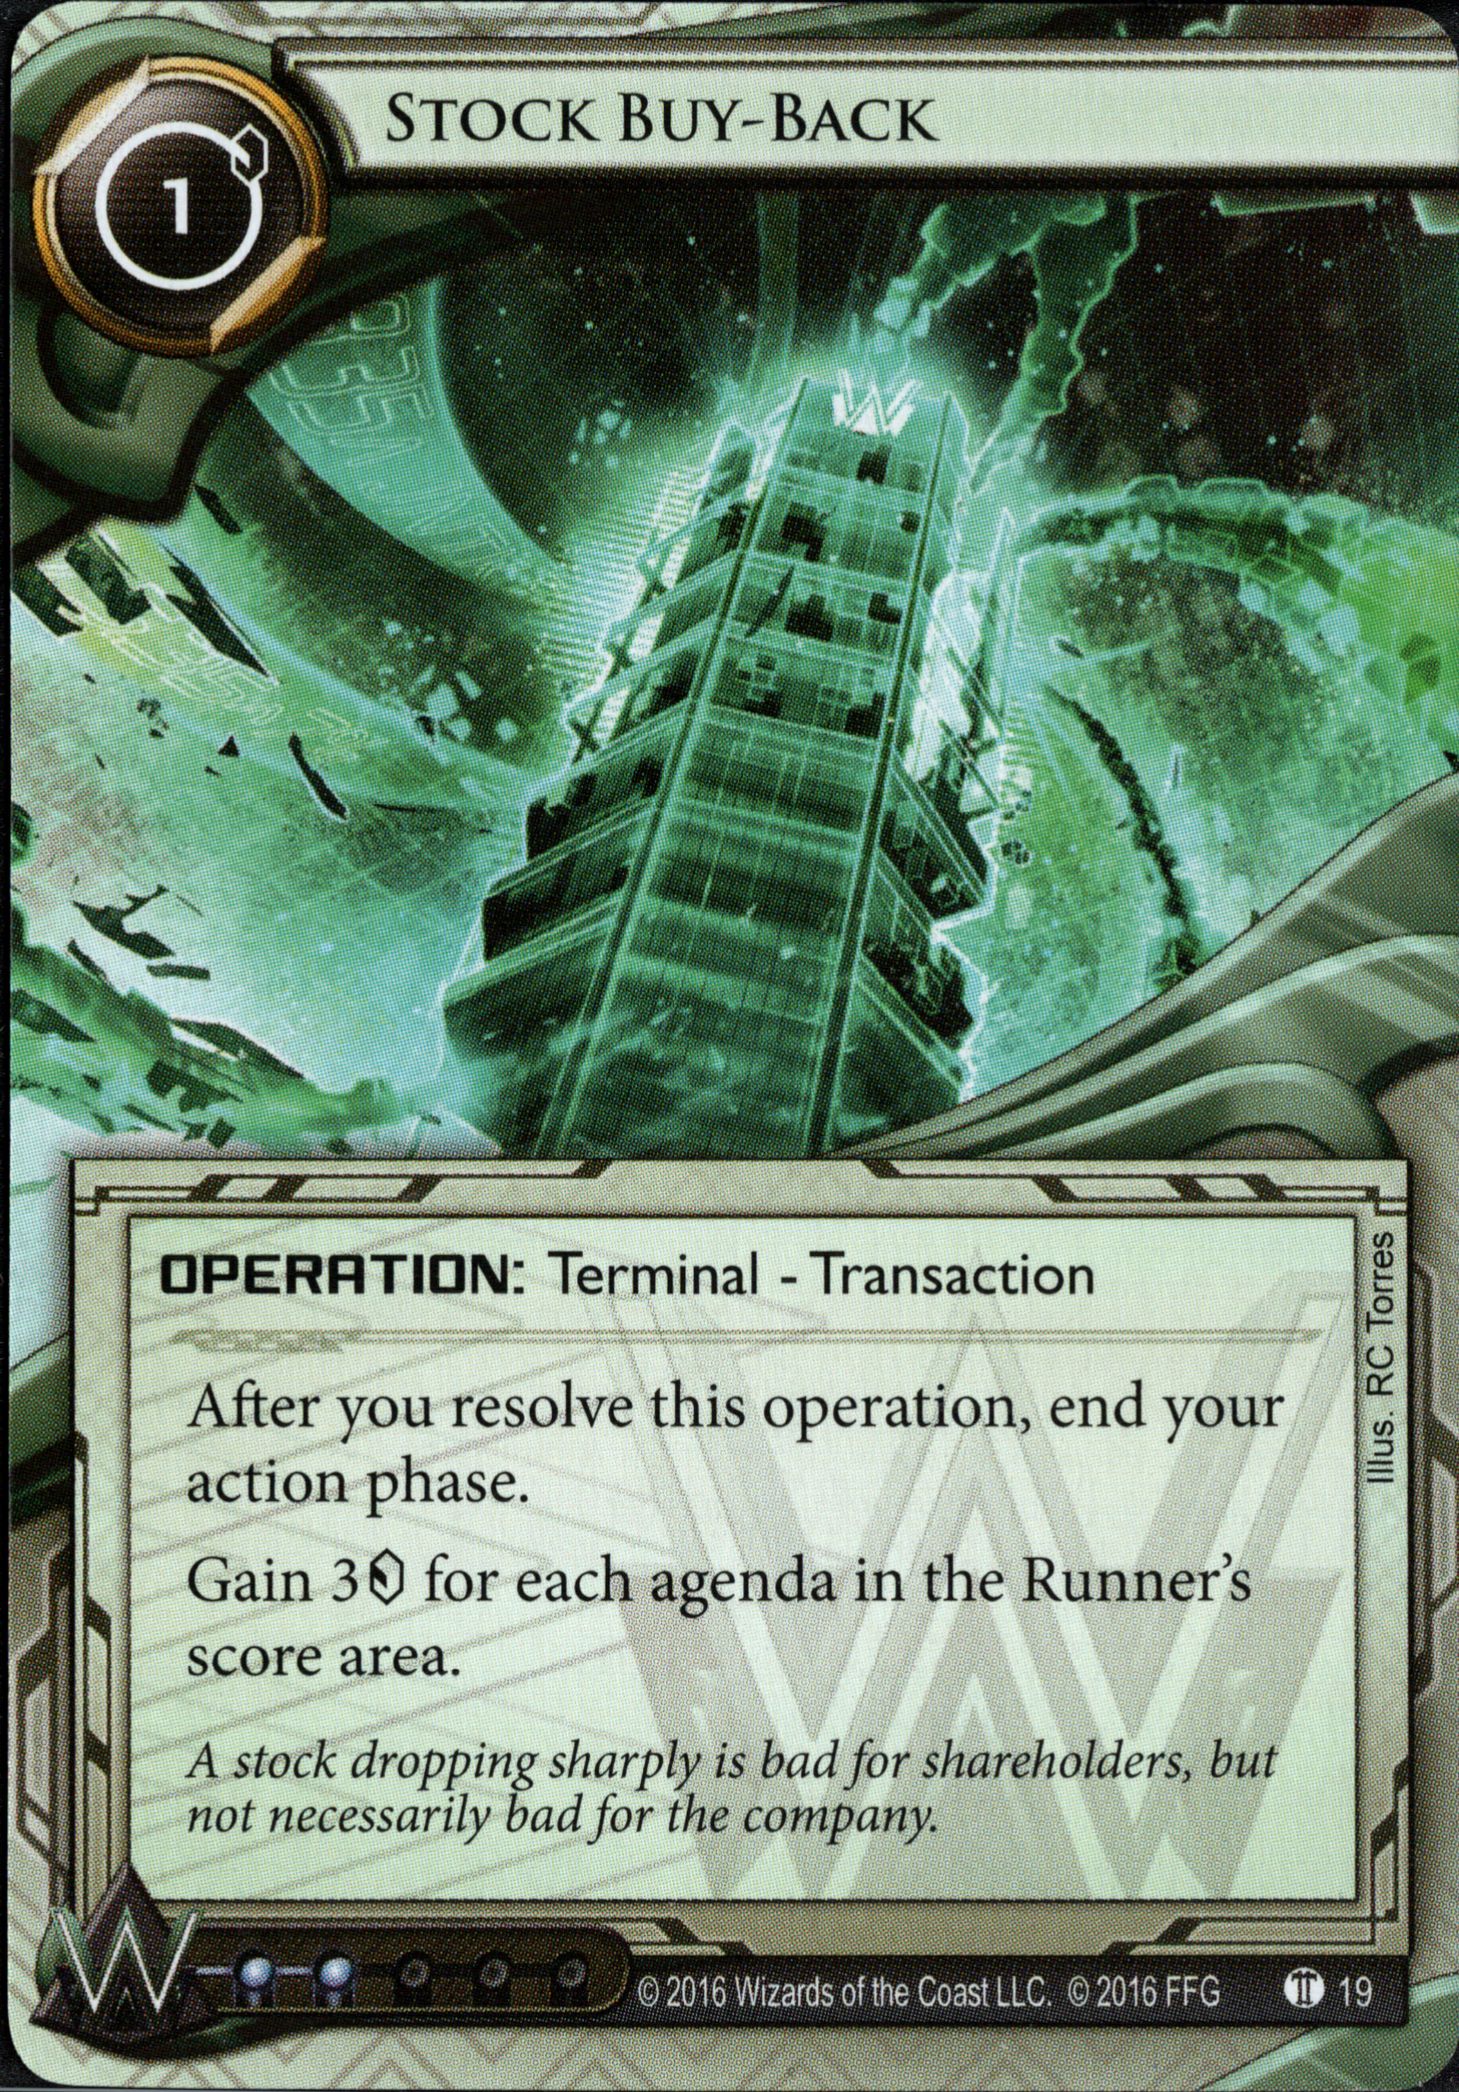 STOCK BUY-BACK
1
W
OPERATION: Terminal - Transaction
After you resolve this operation, end your
action phase.
Gain 3 for each agenda in the Runner's
score area.
A stock dropping sharply is bad for shareholders, but
not necessarily bad for the company.
Illus. RC Torres
W
© 2016 Wizards of the Coast LLC. © 2016 FFG
19